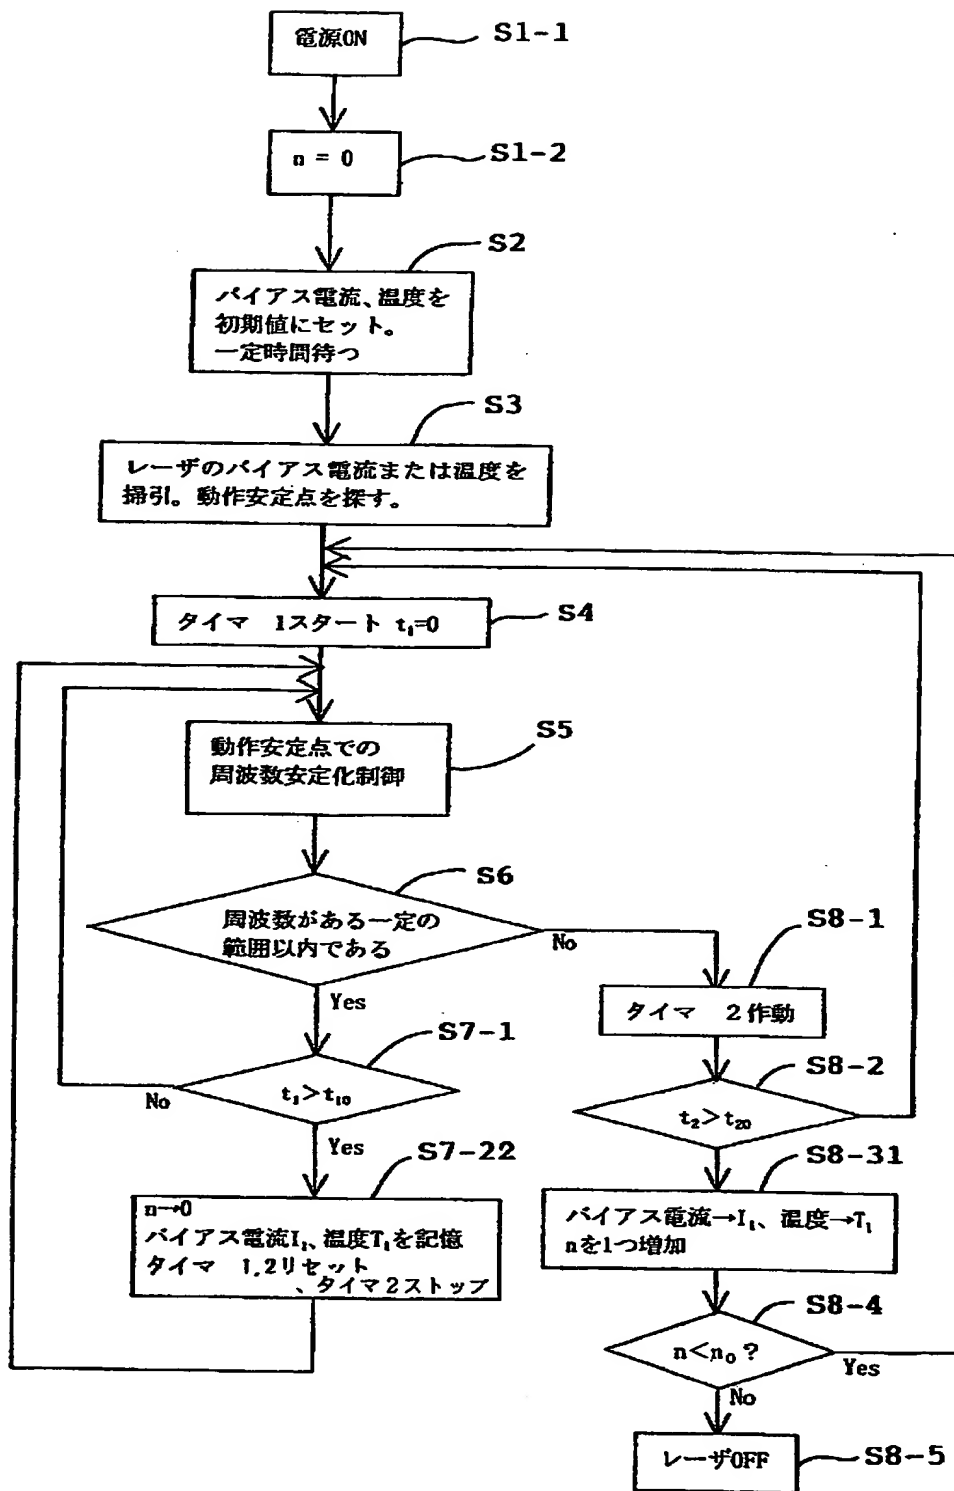 電源ON
S1-1
n = 0
S1-2
S2
バイアス電流、温度を
初期値にセット。
一定時間待つ
S3
レーザのバイアス電流または温度を
掃引。動作安定点を探す。
タイマ 1スタート t₁=0
S4
動作安定点での
周波数安定化制御
S5
S6
周波数がある一定の
範囲以内である
No
Yes
S7-1
t₁>t₁₀
No
Yes
S7-22
n→0
バイアス電流I₁、温度T₁を記憶
タイマ 1.2リセット
、タイマ2ストップ
S8-1
タイマ 2作動
S8-2
t₂>t₂₀
S8-31
バイアス電流→I₁、温度→T₁
nを1つ増加
S8-4
n<n₀?
Yes
No
レーザOFF
S8-5